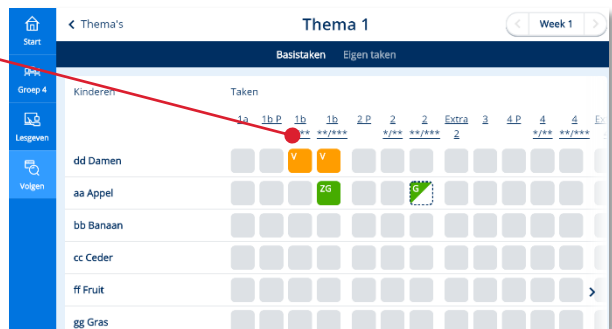 Start
Groep 4
Lesgeven
Volgen
Thema's
Thema 1
Week 1
Basistaken Eigen taken
Kinderen Taken
1a 1b P 1b 1b 2 P 2 2 Extra 3 4 P 4 4
** **/*** */** **/*** 2 */** **/***
dd Damen V V
aa Appel ZG G
bb Banaan
cc Ceder
ff Fruit
gg Gras